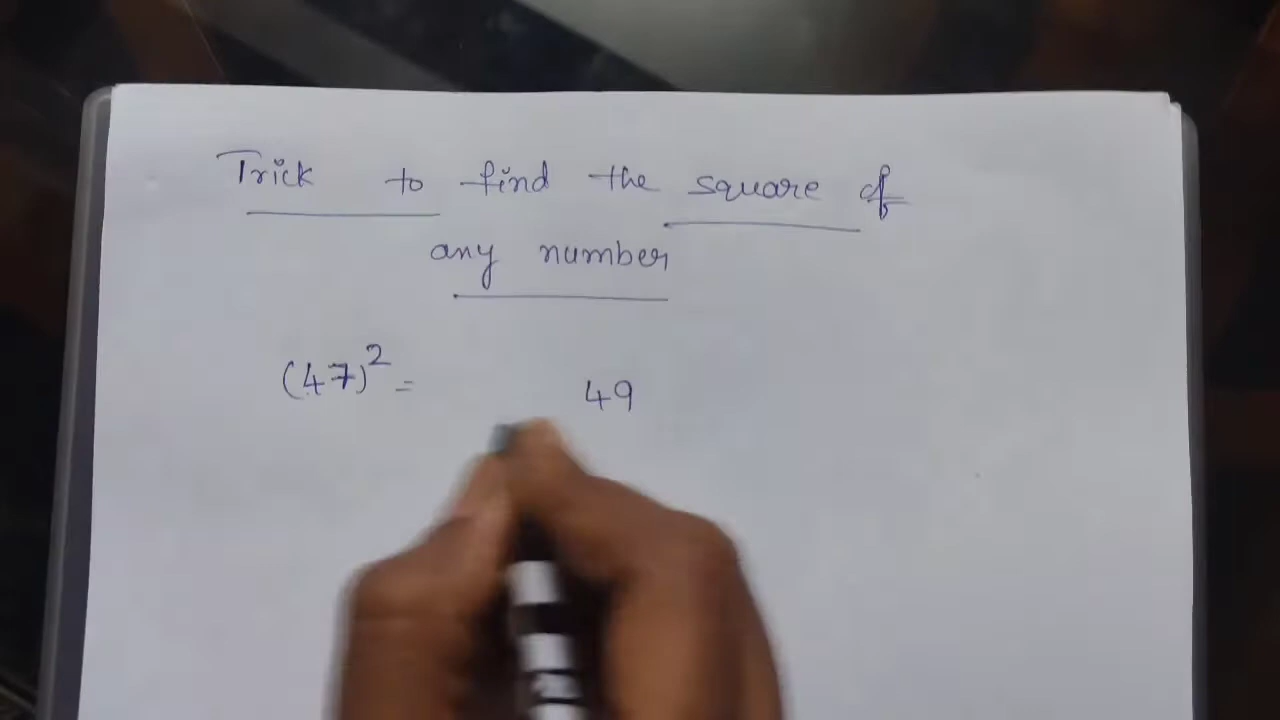 Trick to find the square of
any number
(47)² = 49